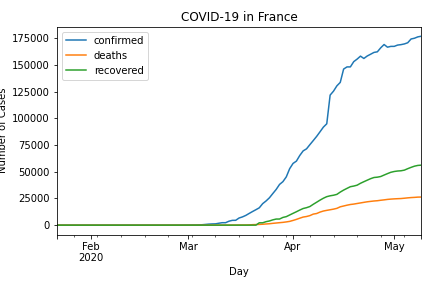 COVID-19 in France
confirmed
deaths
recovered
175000
150000
125000
100000
75000
50000
25000
0
Number of Cases
Feb
2020
Mar
Apr
May
Day